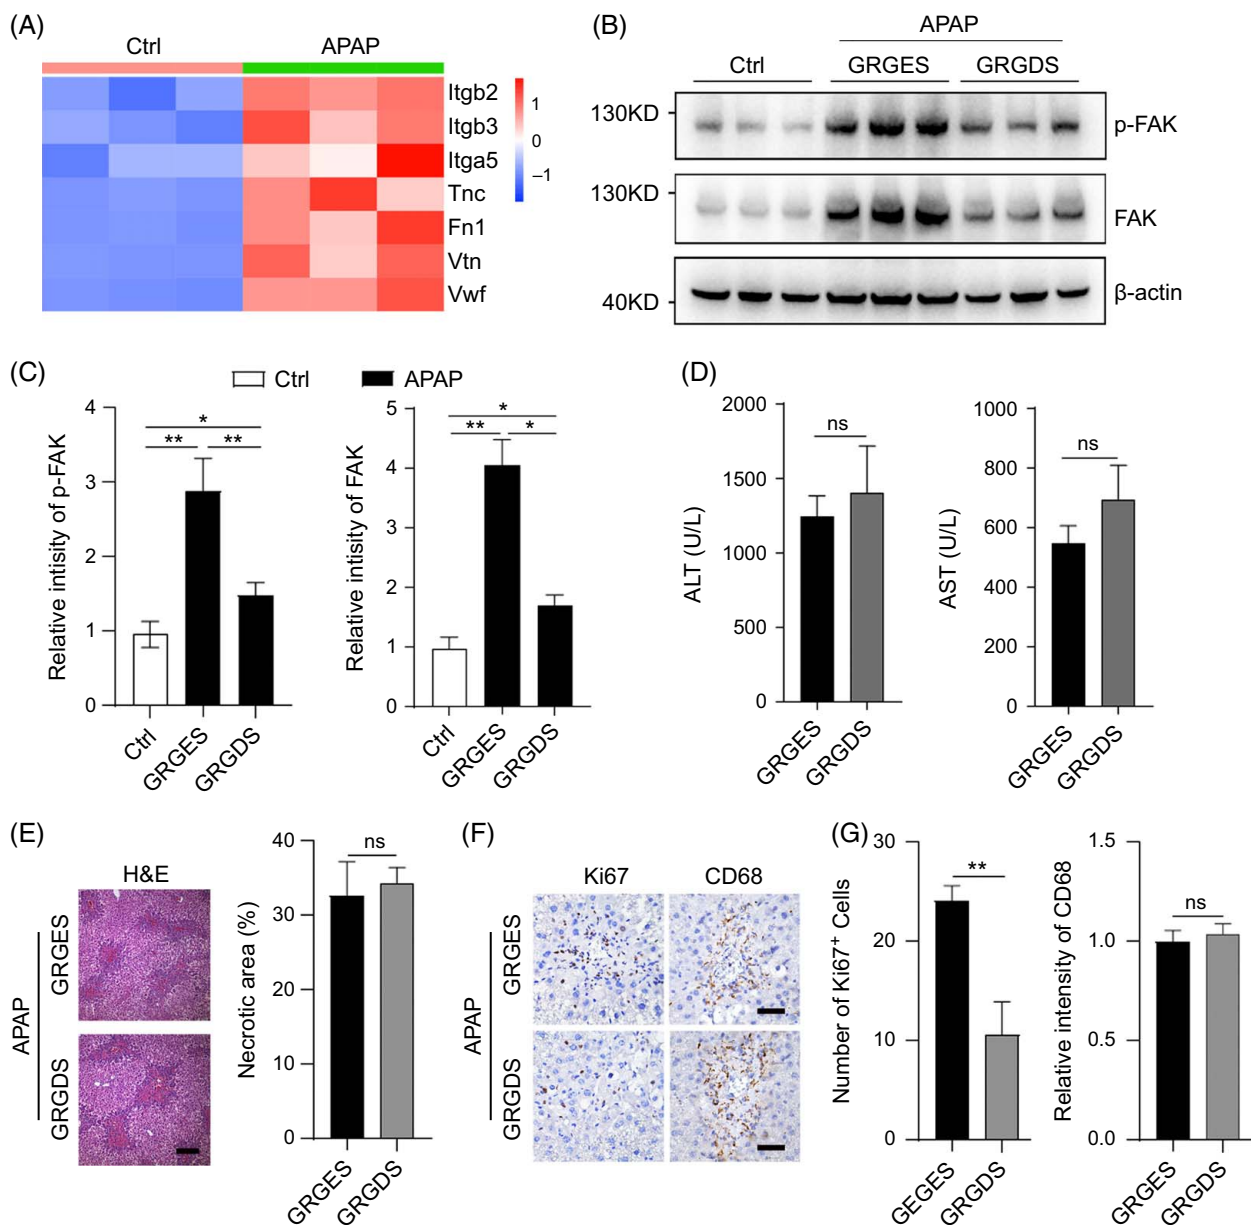 (A)
Ctrl
APAP
Itgb2
Itgb3
Itga5
Tnc
Fn1
Vtn
Vwf
1
0
−1
(B)
APAP
Ctrl
GRGES
GRGDS
130KD
p-FAK
130KD
FAK
40KD
β-actin
(C)
Ctrl
APAP
Relative intisity of p-FAK
4
3
2
1
0
*
**
**
Ctrl
GRGES
GRGDS
Relative intisity of FAK
5
4
3
2
1
0
*
**
*
Ctrl
GRGES
GRGDS
(D)
ALT (U/L)
2000
1500
1000
500
0
ns
GRGES
GRGDS
AST (U/L)
1000
800
600
400
200
0
ns
GRGES
GRGDS
(E)
H&E
APAP
GRGES
GRGDS
Necrotic area (%)
40
30
20
10
0
ns
GRGES
GRGDS
(F)
Ki67
CD68
APAP
GRGES
GRGDS
(G)
Number of Ki67+ Cells
30
20
10
0
**
GEGES
GRGDS
Relative intensity of CD68
1.5
1.0
0.5
0.0
ns
GRGES
GRGDS